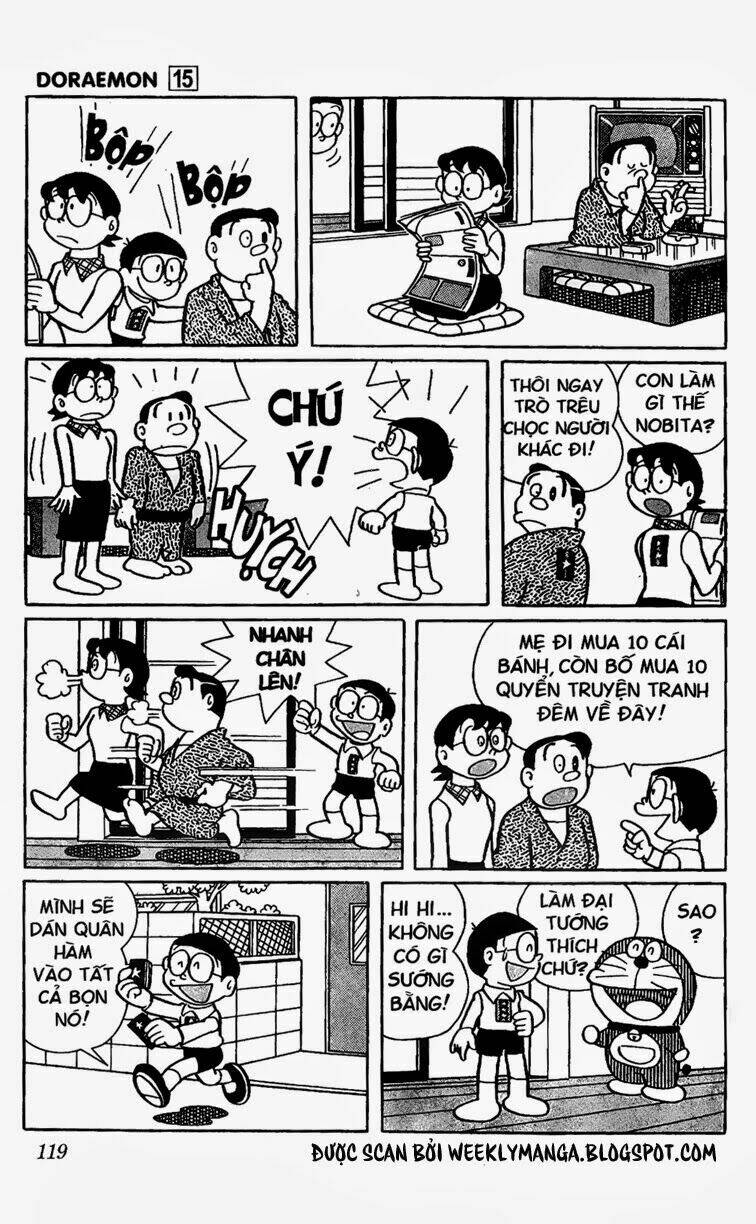 DORAEMON 15
BỘP
BỘP
CHÚ
Ý!
HUỴCH
THÔI NGAY
TRÒ TRÊU
CHỌC NGƯỜI
KHÁC ĐI!
CON LÀM
GÌ THẾ
NOBITA?
NHANH
CHÂN
LÊN!
MẸ ĐI MUA 10 CÁI
BÁNH, CÒN BỐ MUA 10
QUYỂN TRUYỆN TRANH
ĐÊM VỀ ĐÂY!
MÌNH SẼ
DÁN QUÂN
HÀM
VÀO TẤT
CẢ BỌN
NÓ!
HI HI...
KHÔNG
CÓ GÌ
SƯỚNG
BẰNG!
LÀM ĐẠI
TƯỚNG
THÍCH
CHỨ?
SAO
?
119
ĐƯỢC SCAN BỞI WEEKLYMANGA.BLOGSPOT.COM